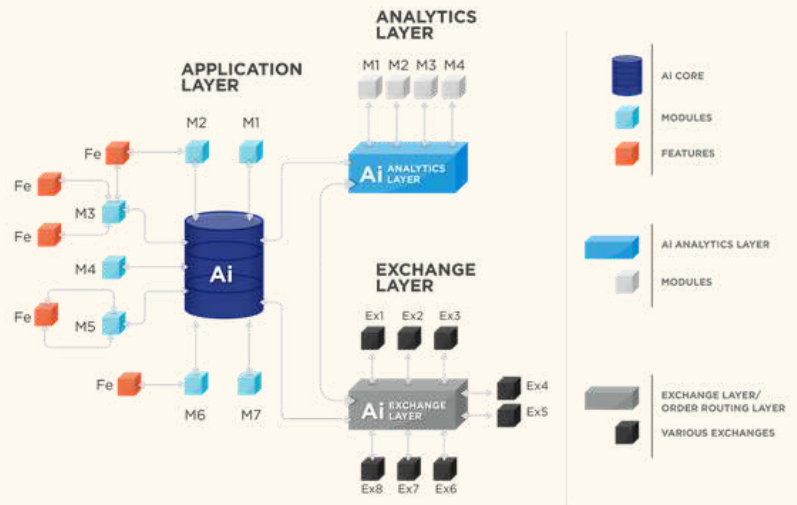 ANALYTICS
LAYER
M1 M2 M3 M4
APPLICATION
LAYER
M2 M1
Fe
Fe
M3
Fe
M4
Fe
M5
Fe
M6 M7
Ai
Ai ANALYTICS
LAYER
EXCHANGE
LAYER
Ex1 Ex2 Ex3
Ex4
Ex5
Ai EXCHANGE
LAYER
Ex8 Ex7 Ex6
Ai CORE
MODULES
FEATURES
Ai ANALYTICS LAYER
MODULES
EXCHANGE LAYER/
ORDER ROUTING LAYER
VARIOUS EXCHANGES